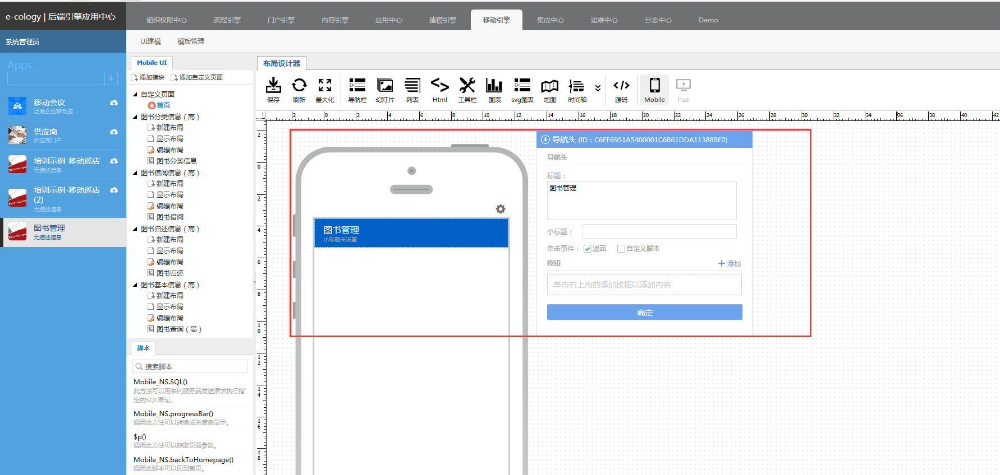 e-cology | 后端引擎应用中心
组织权限中心 流程引擎 门户引擎 内容引擎 应用中心 建模引擎 移动引擎 集成中心 运维中心 日志中心 Demo
系统管理员
UI建模 模板管理
Apps
移动会议
泛微企业移动应...
供应商
供应商门户
培训示例-移动巡店
无描述信息
培训示例-移动巡店
(2)
无描述信息
图书管理
无描述信息
Mobile UI
添加模块 添加自定义页面
自定义页面
首页
图书分类信息 ( 高 )
新建布局
显示布局
编辑布局
图书分类信息
图书借阅信息 ( 高 )
新建布局
显示布局
编辑布局
图书借阅
图书归还信息 ( 高 )
新建布局
显示布局
编辑布局
图书归还
图书基本信息 ( 高 )
新建布局
显示布局
编辑布局
图书查询 ( 高 )
脚本
搜索脚本
Mobile_NS.SQL()
此方法可以用来向服务端发送请求执行指
定的SQL语句。
Mobile_NS.progressBar()
调用此方法可以转换成进度条显示。
$p()
调用此方法可以获取页面参数。
Mobile_NS.backToHomepage()
调用此脚本可以回到首页。
布局设计器
保存 刷新 最大化 导航栏 幻灯片 列表 Html 工具栏 图表 svg图表 地图 时间轴 源码 Mobile Pad
2 0 2 4 6 8 10 12 14 16 18 20 22 24 26 28 30 32 34 36 38 40 42
2
0
2
4
6
8
10
12
14
16
18
图书管理
小标题未设置
导航头 (ID : C6FE6951A5400001C6B61DDA11388BF0)
导航头
标题 :
图书管理
小标题 :
单击事件 : 返回 自定义脚本
按钮 添加
单击右上角的添加按钮以添加内容
确定